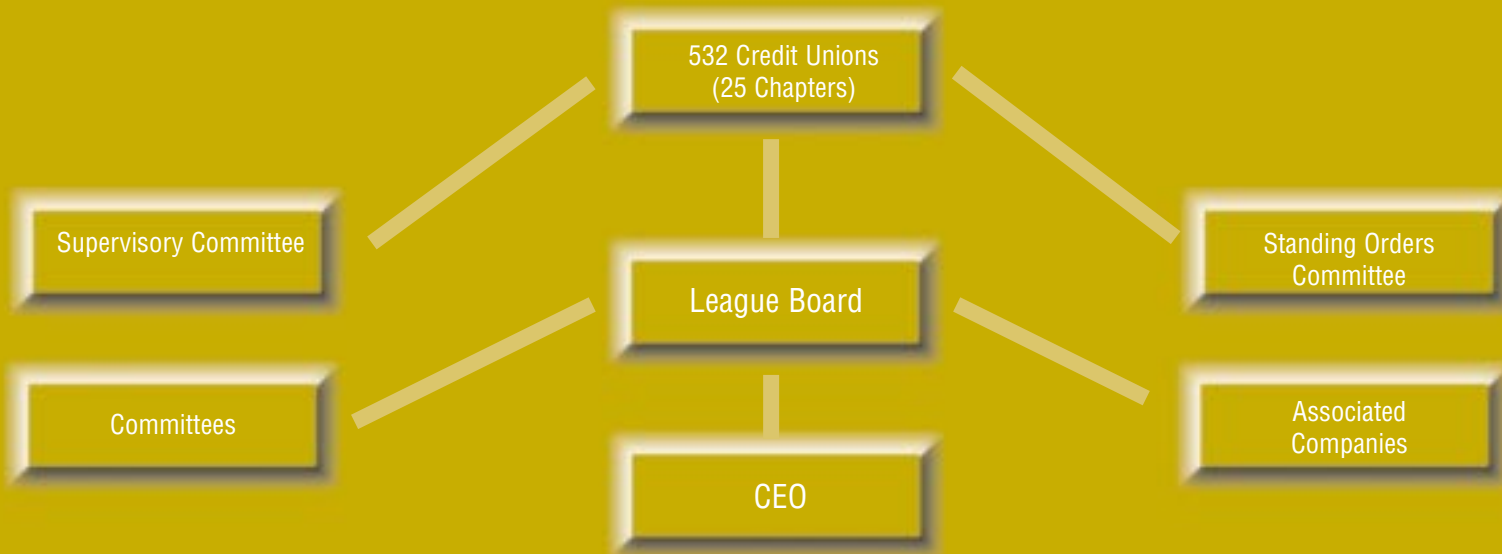 532 Credit Unions
(25 Chapters)
Supervisory Committee
Standing Orders
Committee
League Board
Committees
Associated
Companies
CEO